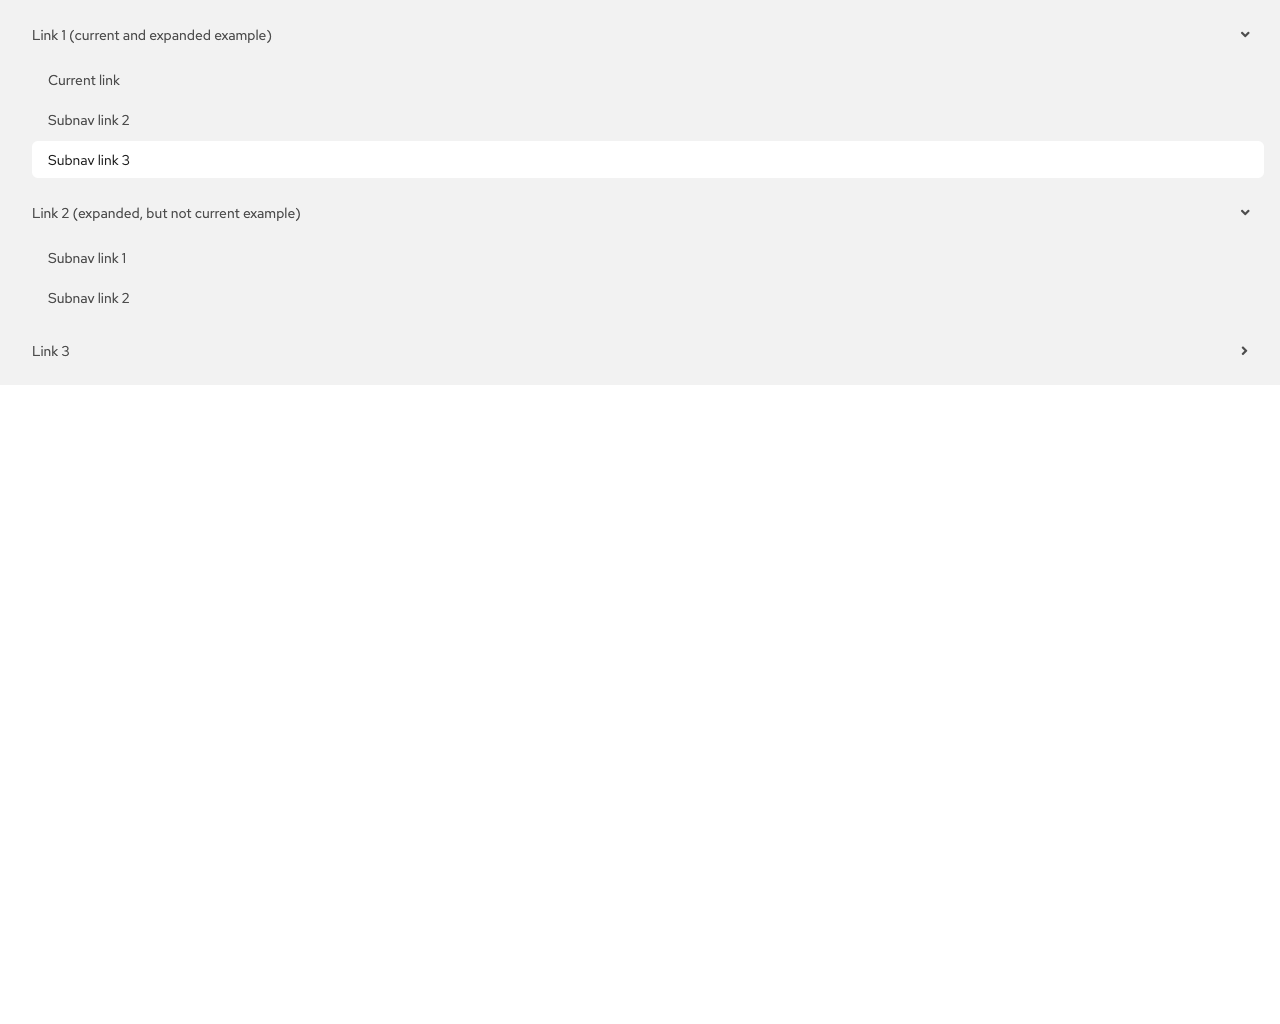 Link 1 (current and expanded example)
Current link
Subnav link 2
Subnav link 3
Link 2 (expanded, but not current example)
Subnav link 1
Subnav link 2
Link 3